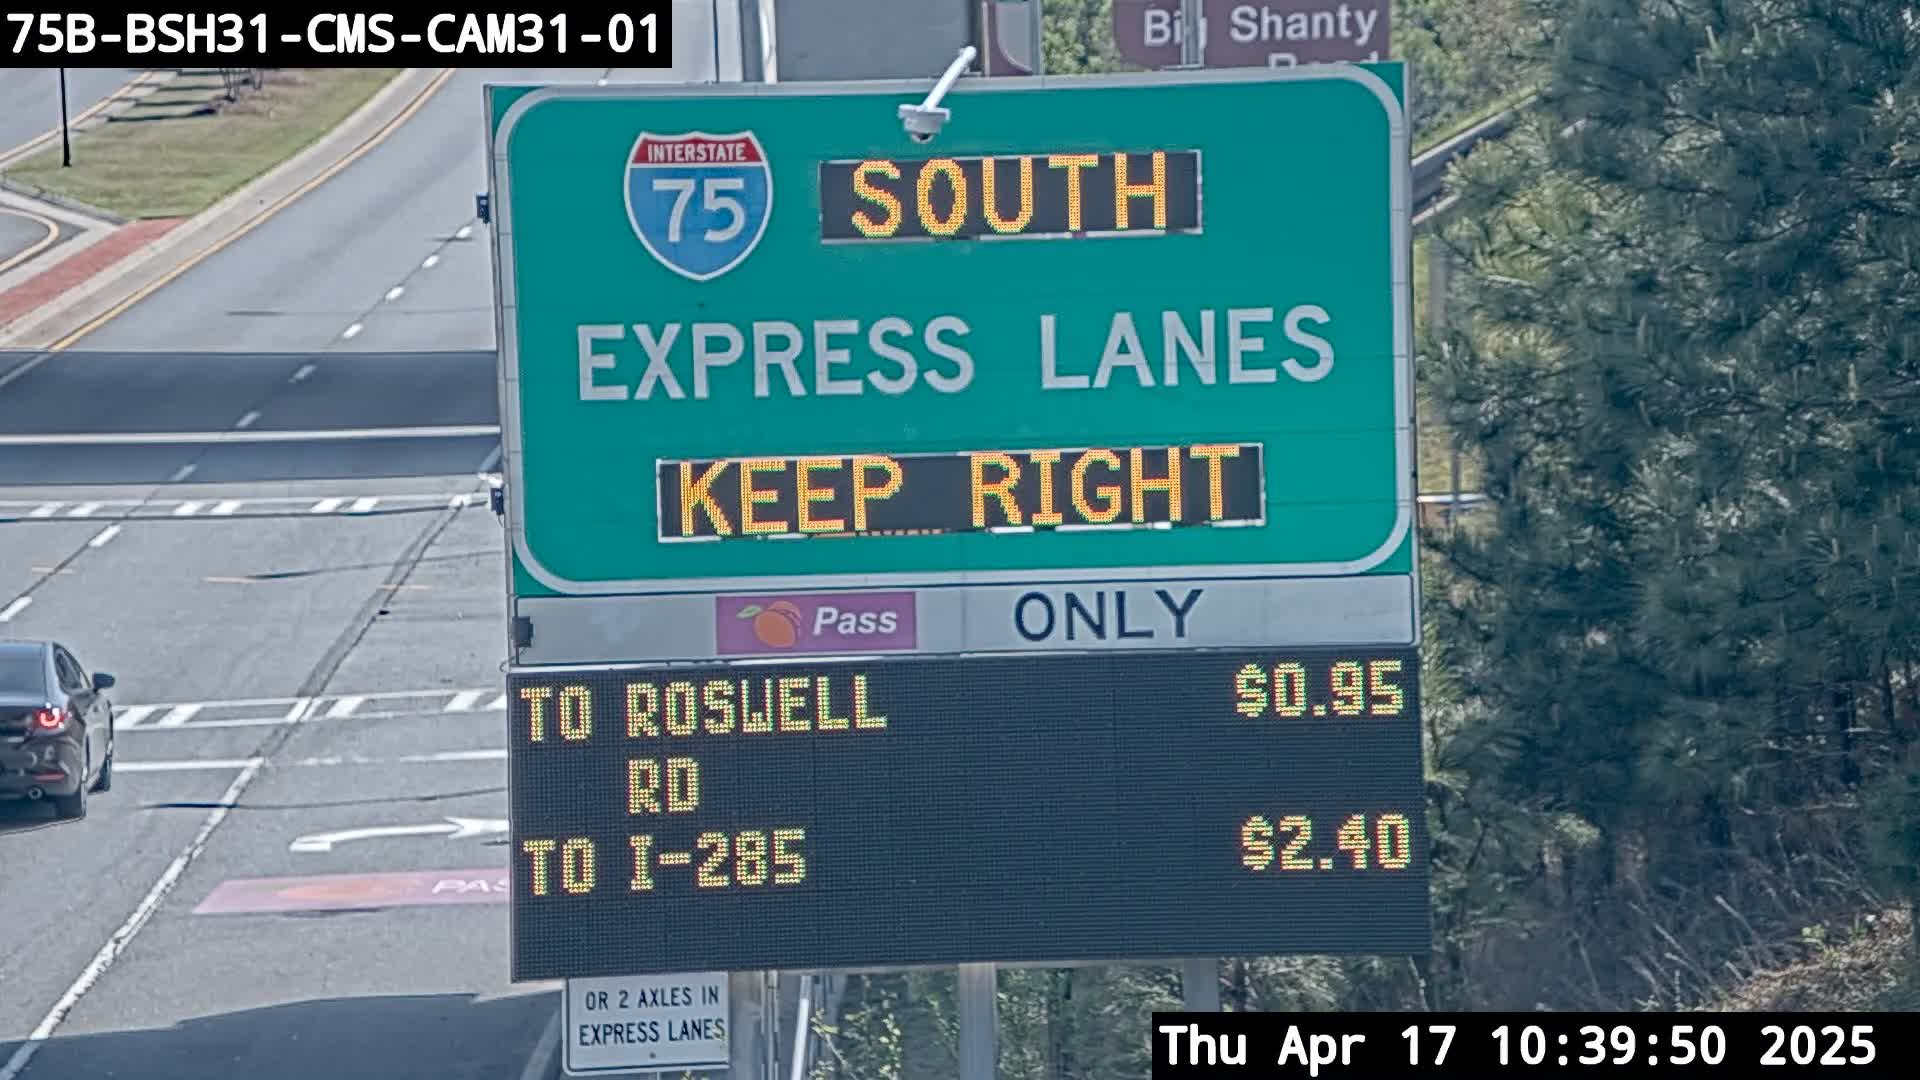 75B-BSH31-CMS-CAM31-01
Big Shanty
Road
INTERSTATE
75
SOUTH
EXPRESS LANES
KEEP RIGHT
Pass ONLY
TO ROSWELL $0.95
RD
TO I-285 $2.40
PAS
OR 2 AXLES IN
EXPRESS LANES
Thu Apr 17 10:39:50 2025